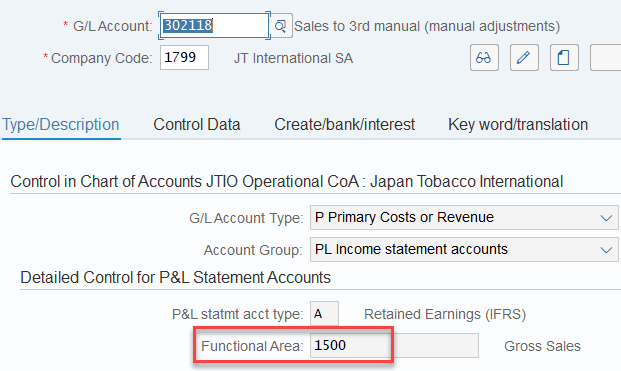 * G/L Account: 302118 Sales to 3rd manual (manual adjustments)
* Company Code: 1799 JT International SA
Type/Description Control Data Create/bank/interest Key word/translation
Control in Chart of Accounts JTIO Operational CoA : Japan Tobacco International
G/L Account Type: P Primary Costs or Revenue
Account Group: PL Income statement accounts
Detailed Control for P&L Statement Accounts
P&L statmt acct type: A Retained Earnings (IFRS)
Functional Area: 1500 Gross Sales